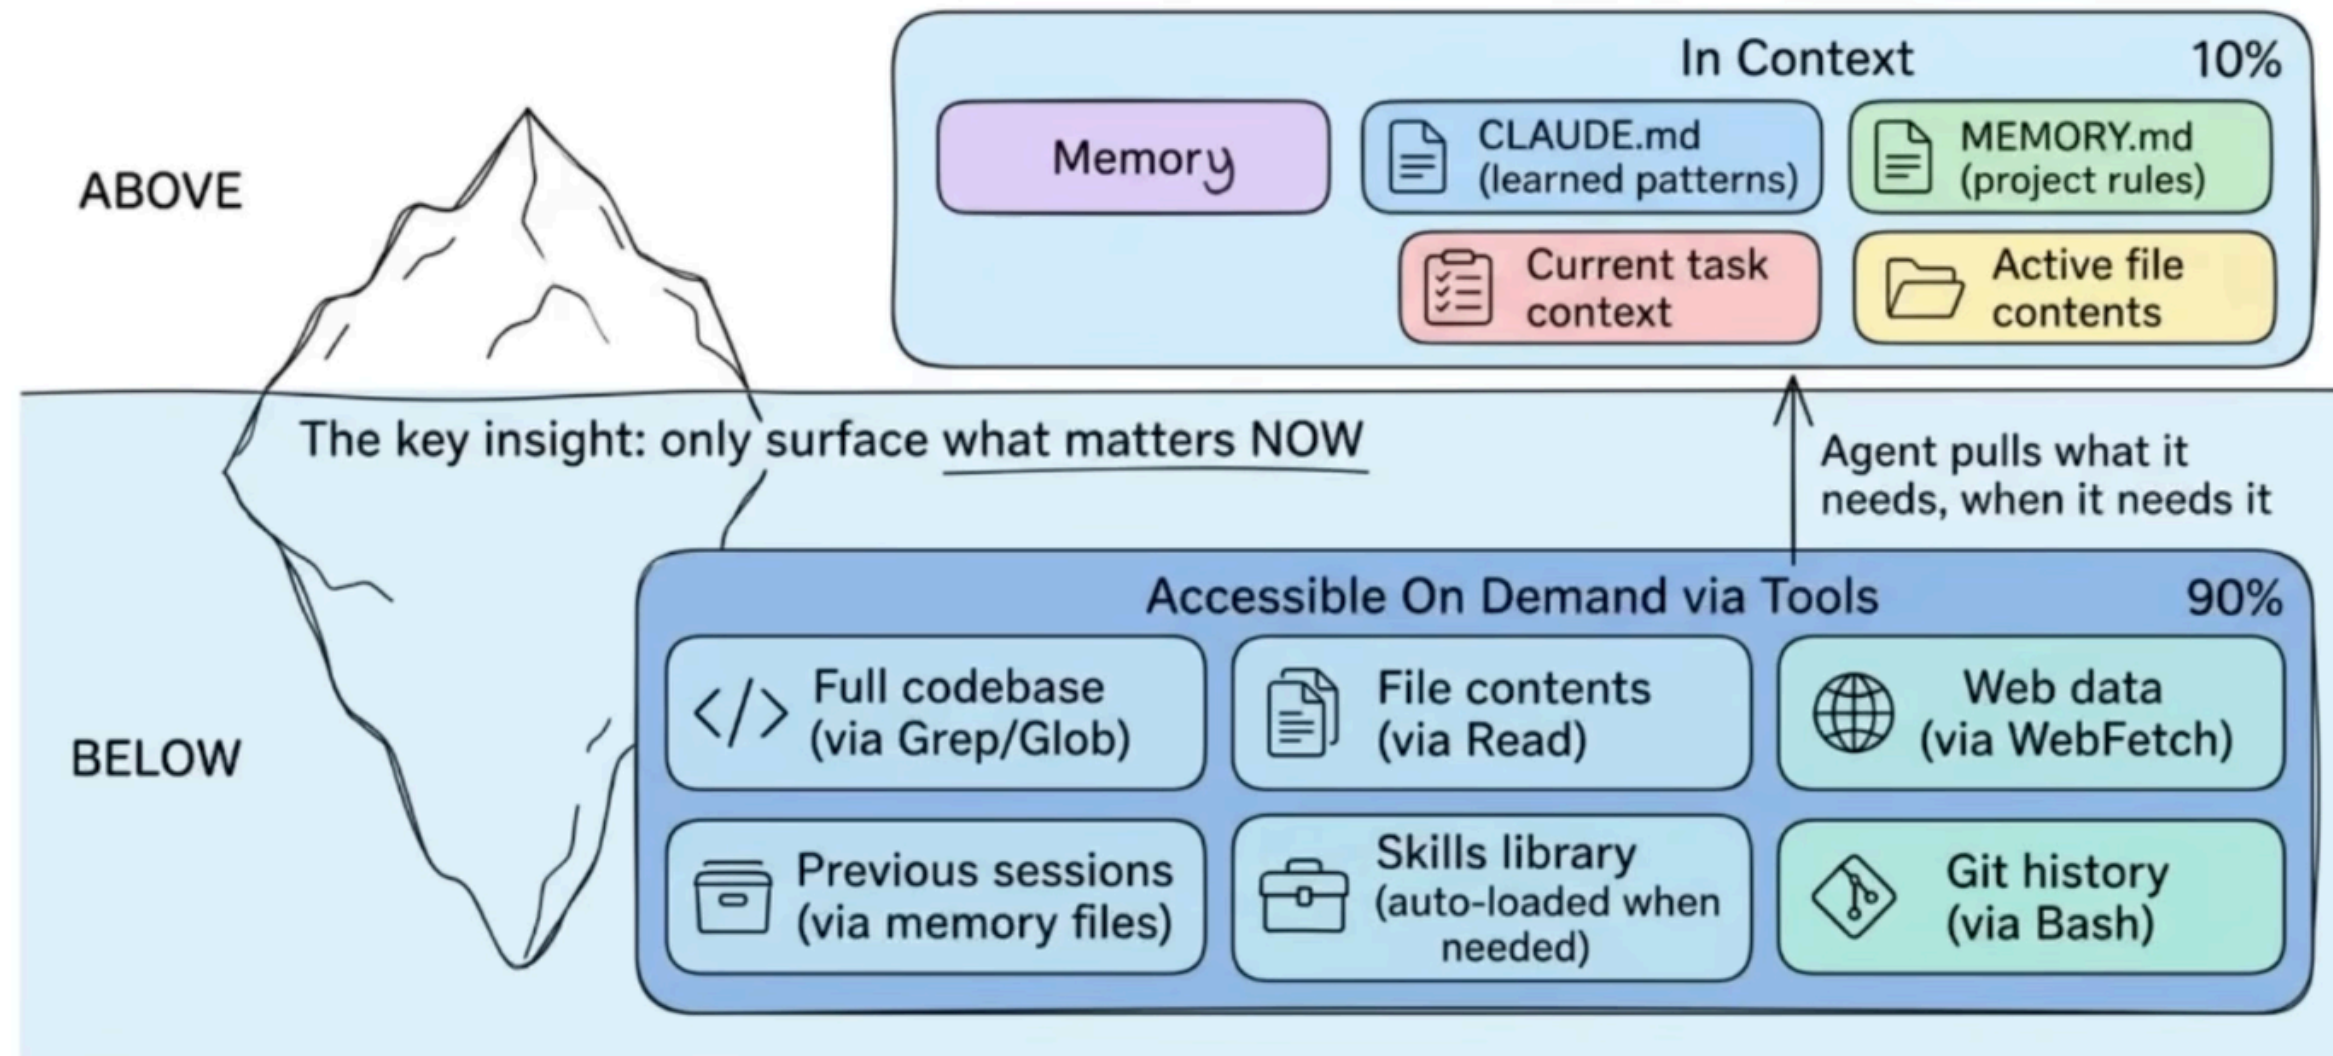 In Context
10%
Memory
CLAUDE.md
(learned patterns)
MEMORY.md
(project rules)
ABOVE
Current task
context
Active file
contents
The key insight: only surface what matters NOW
Agent pulls what it
needs, when it needs it
Accessible On Demand via Tools
90%
Full codebase
(via Grep/Glob)
File contents
(via Read)
Web data
(via WebFetch)
BELOW
Previous sessions
(via memory files)
Skills library
(auto-loaded when
needed)
Git history
(via Bash)